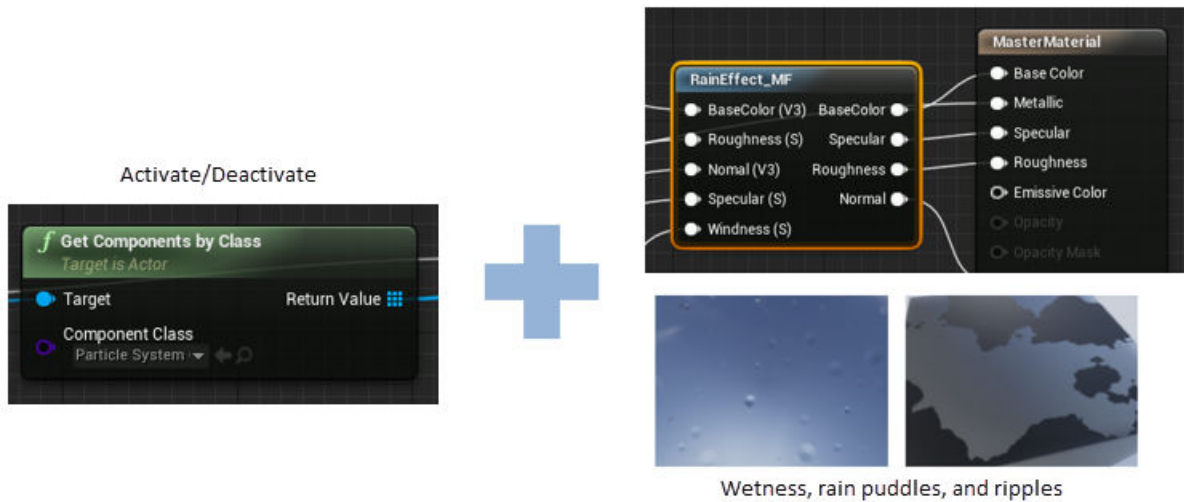 Activate/Deactivate
f Get Components by Class
Target is Actor
Target Return Value
Component Class
Particle System
RainEffect_MF
BaseColor (V3) BaseColor
Roughness (S) Specular
Nomal (V3) Roughness
Specular (S) Normal
Windness (S)
MasterMaterial
Base Color
Metallic
Specular
Roughness
Emissive Color
Opacity
Opacity Mask
Wetness, rain puddles, and ripples